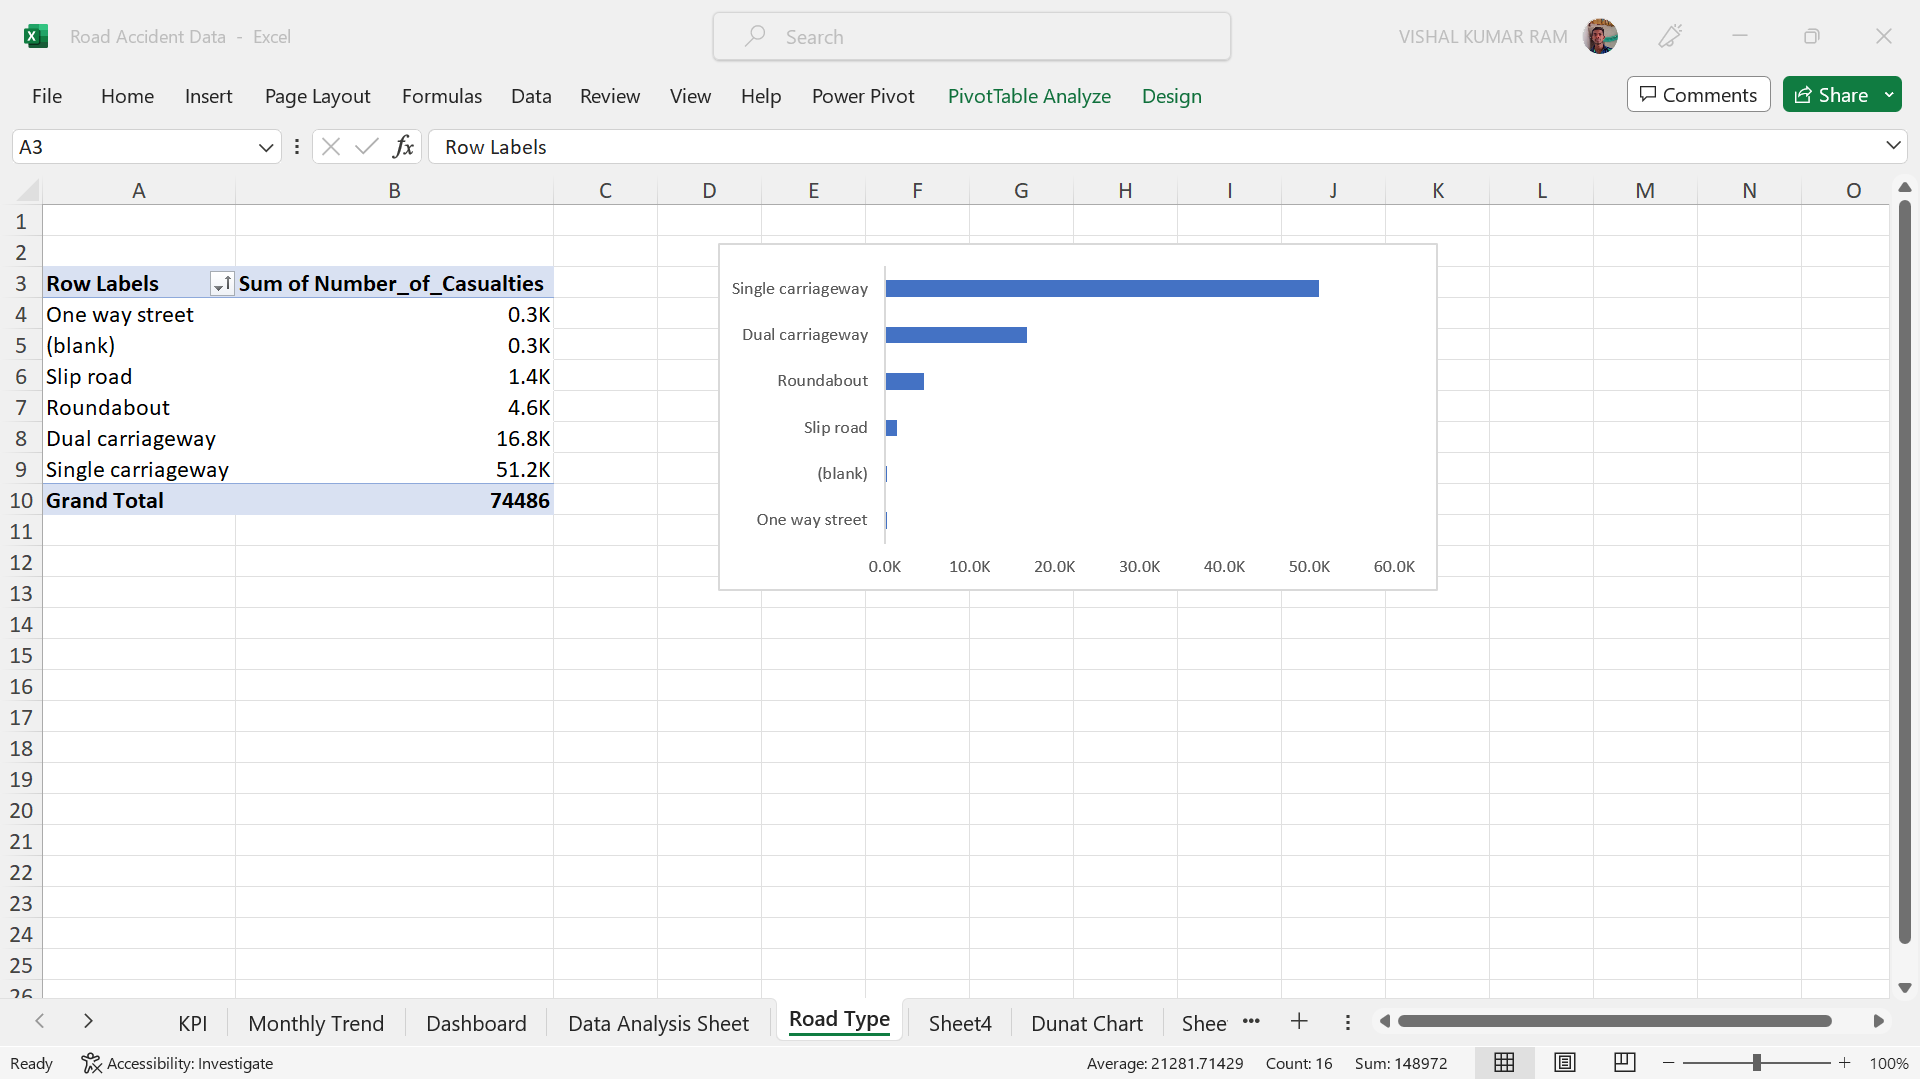 Road Accident Data - Excel
Search
VISHAL KUMAR RAM
File Home Insert Page Layout Formulas Data Review View Help Power Pivot PivotTable Analyze Design
Comments Share
A3 fx Row Labels
A B C D E F G H I J K L M N O
1
2
3 Row Labels Sum of Number_of_Casualties
4 One way street 0.3K
5 (blank) 0.3K
6 Slip road 1.4K
7 Roundabout 4.6K
8 Dual carriageway 16.8K
9 Single carriageway 51.2K
10 Grand Total 74486
11
12
13
14
15
16
17
18
19
20
21
22
23
24
25
26
Single carriageway
Dual carriageway
Roundabout
Slip road
(blank)
One way street
0.0K 10.0K 20.0K 30.0K 40.0K 50.0K 60.0K
KPI Monthly Trend Dashboard Data Analysis Sheet Road Type Sheet4 Dunat Chart Shee ...
Ready Accessibility: Investigate Average: 21281.71429 Count: 16 Sum: 148972 100%